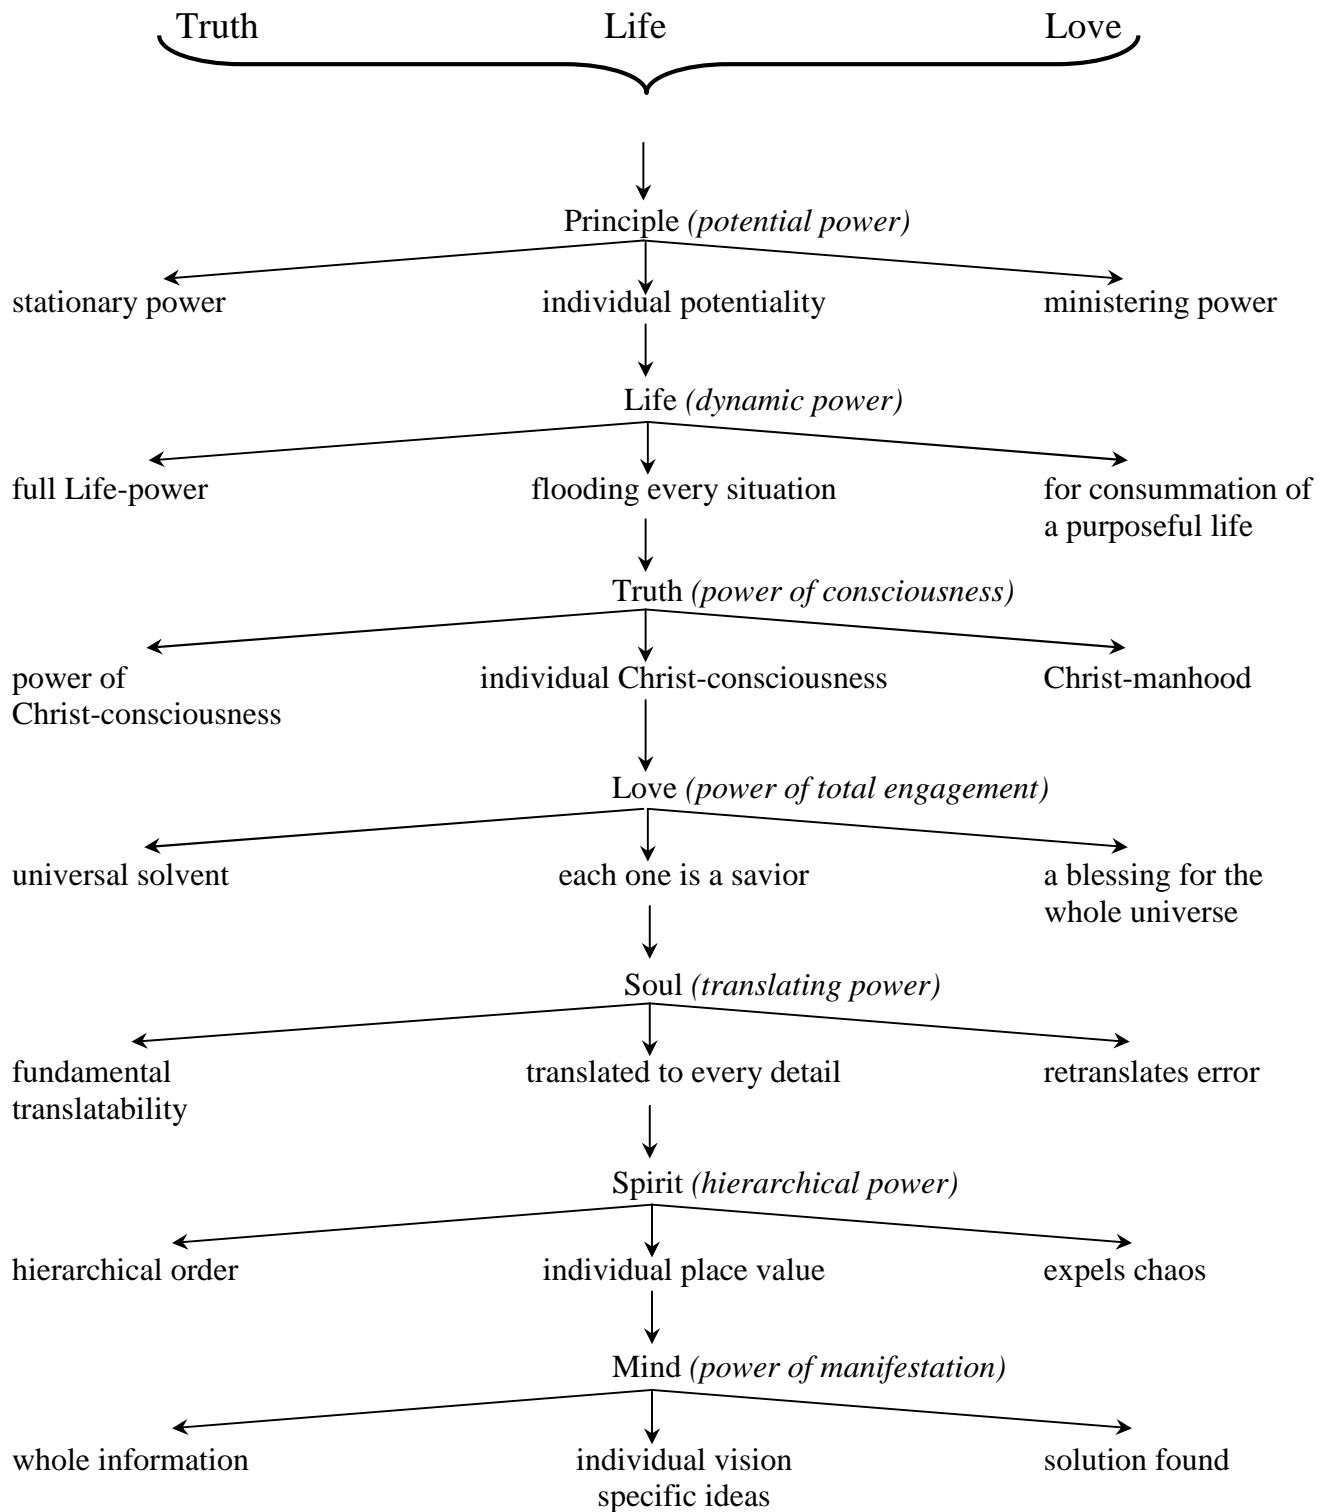 Truth Life Love
Principle (potential power)
stationary power individual potentiality ministering power
Life (dynamic power)
full Life-power flooding every situation for consummation of
a purposeful life
Truth (power of consciousness)
power of individual Christ-consciousness Christ-manhood
Christ-consciousness
Love (power of total engagement)
universal solvent each one is a savior a blessing for the
whole universe
Soul (translating power)
fundamental translated to every detail retranslates error
translatability
Spirit (hierarchical power)
hierarchical order individual place value expels chaos
Mind (power of manifestation)
whole information individual vision solution found
specific ideas